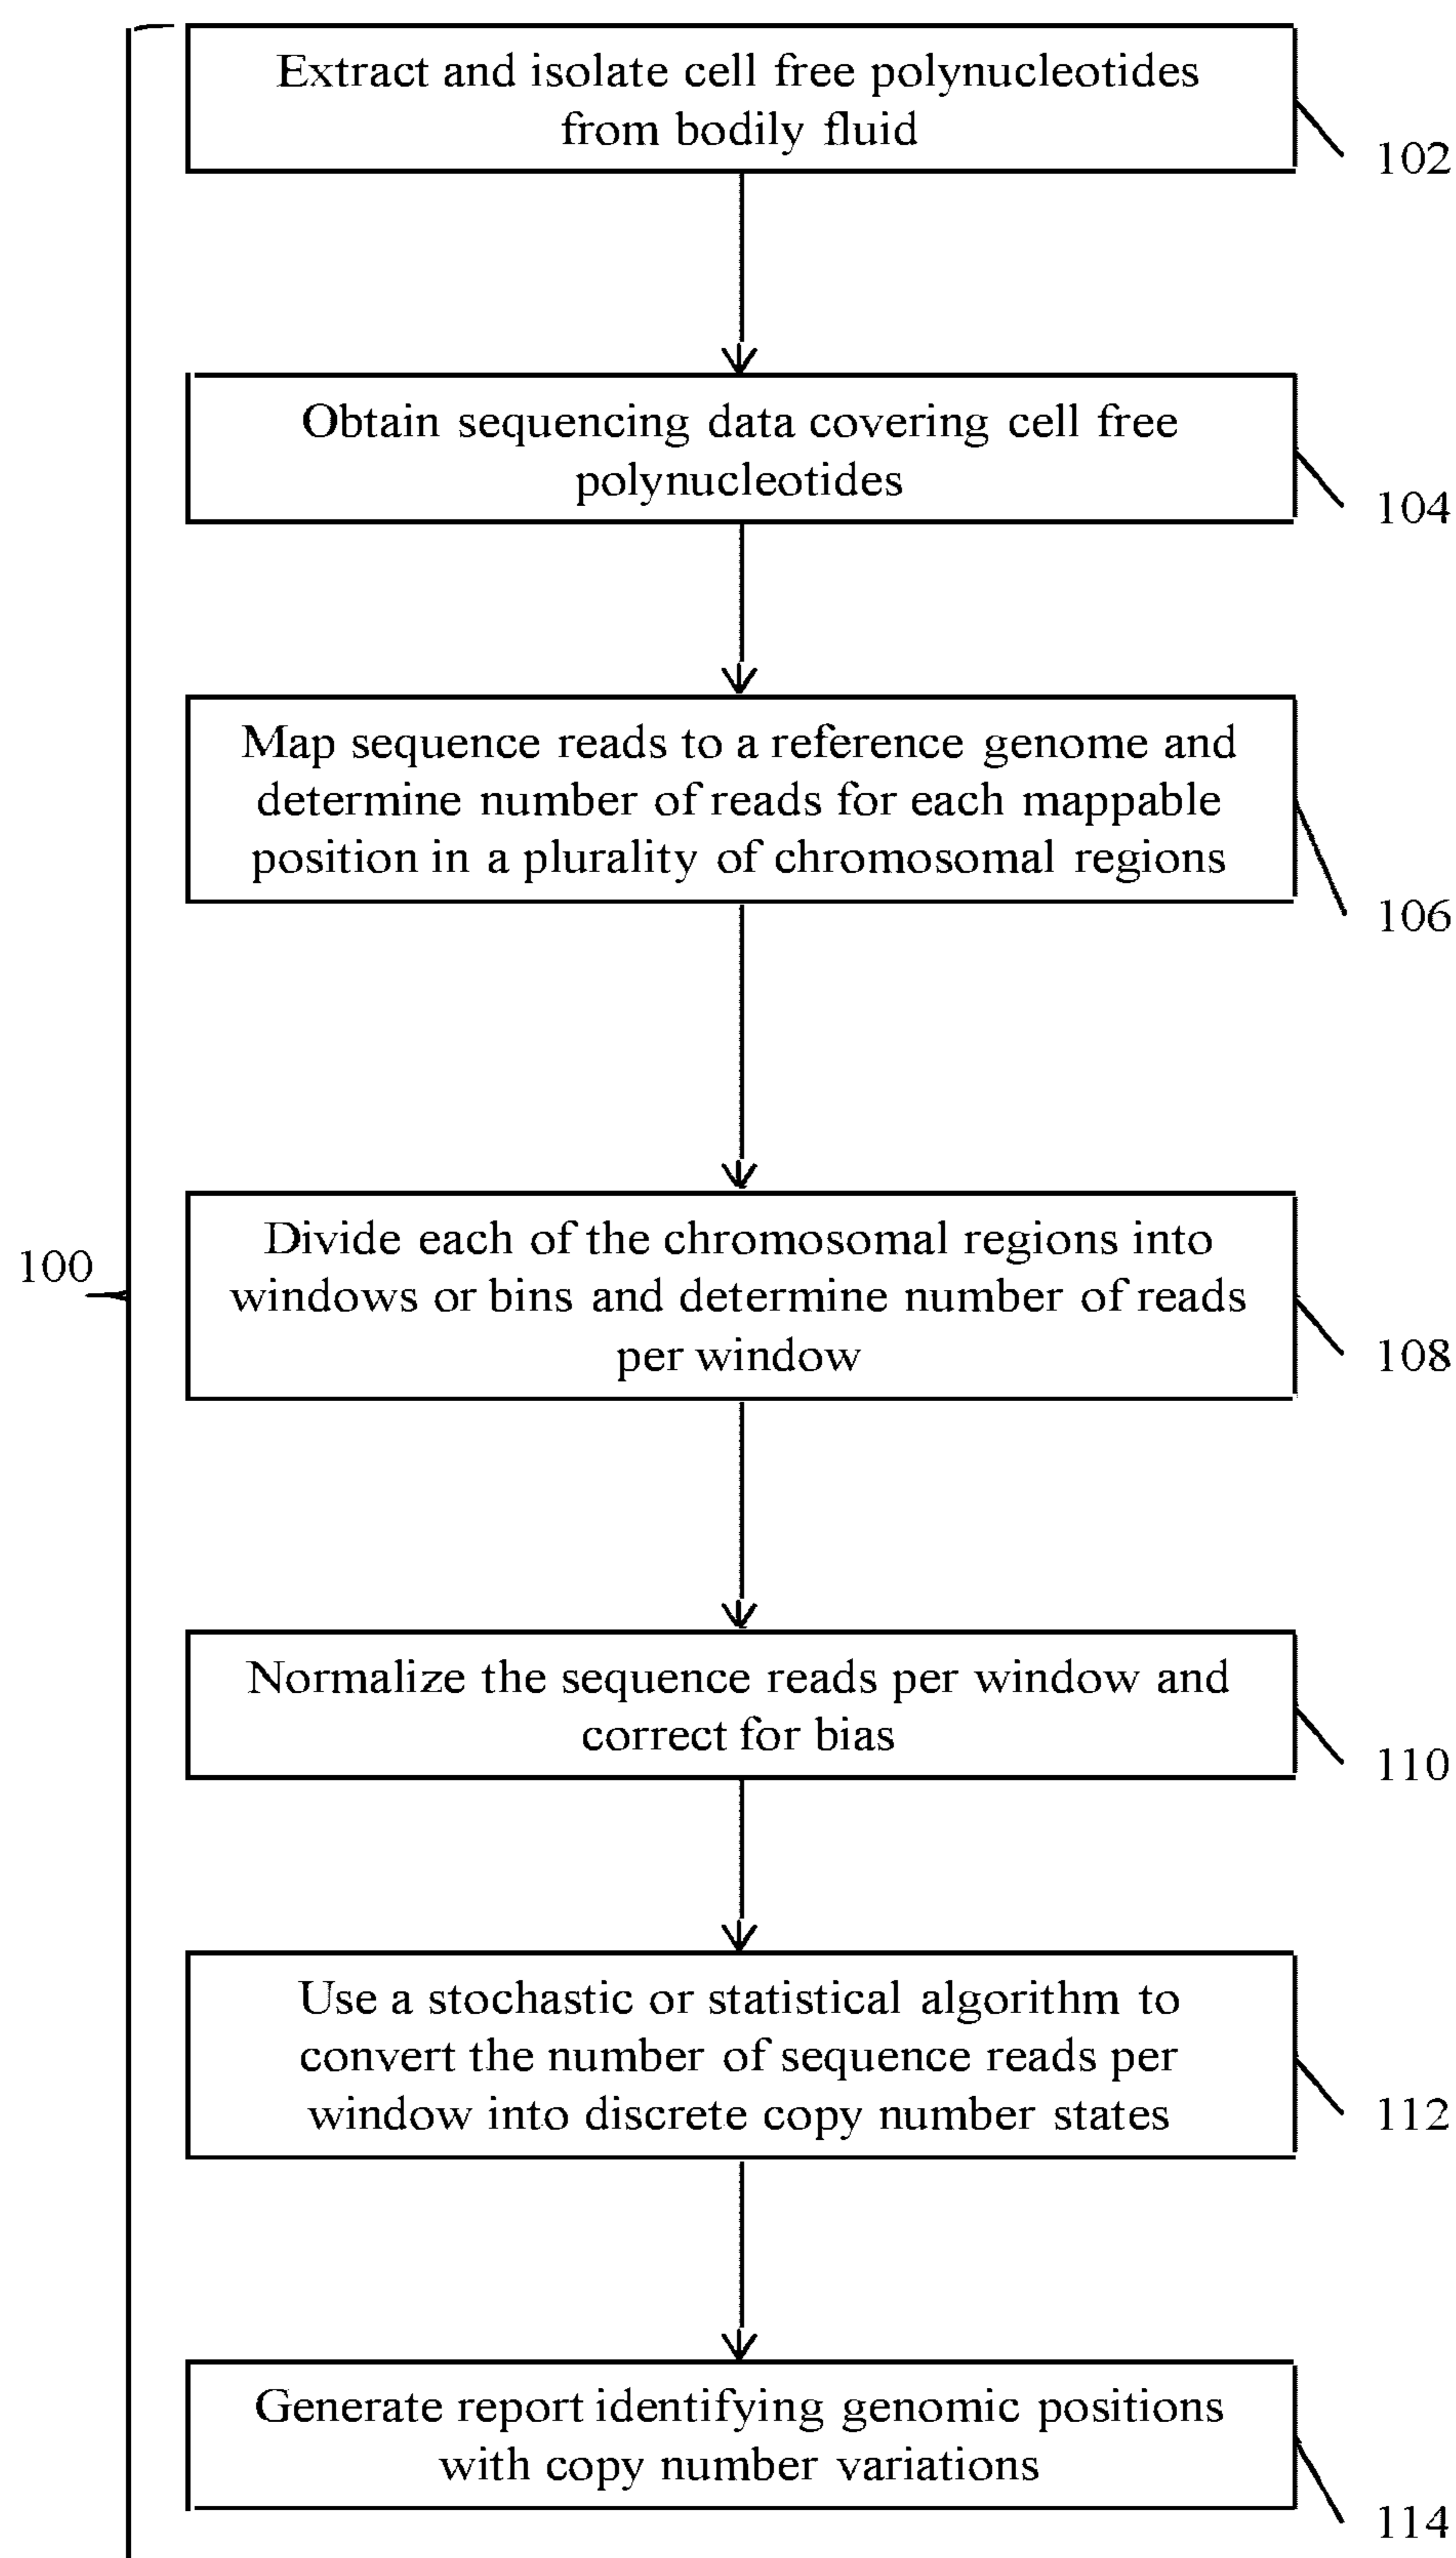 Extract and isolate cell free polynucleotides
from bodily fluid
102
Obtain sequencing data covering cell free
polynucleotides
104
Map sequence reads to a reference genome and
determine number of reads for each mappable
position in a plurality of chromosomal regions
106
100
Divide each of the chromosomal regions into
windows or bins and determine number of reads
per window
108
Normalize the sequence reads per window and
correct for bias
110
Use a stochastic or statistical algorithm to
convert the number of sequence reads per
window into discrete copy number states
112
Generate report identifying genomic positions
with copy number variations
114